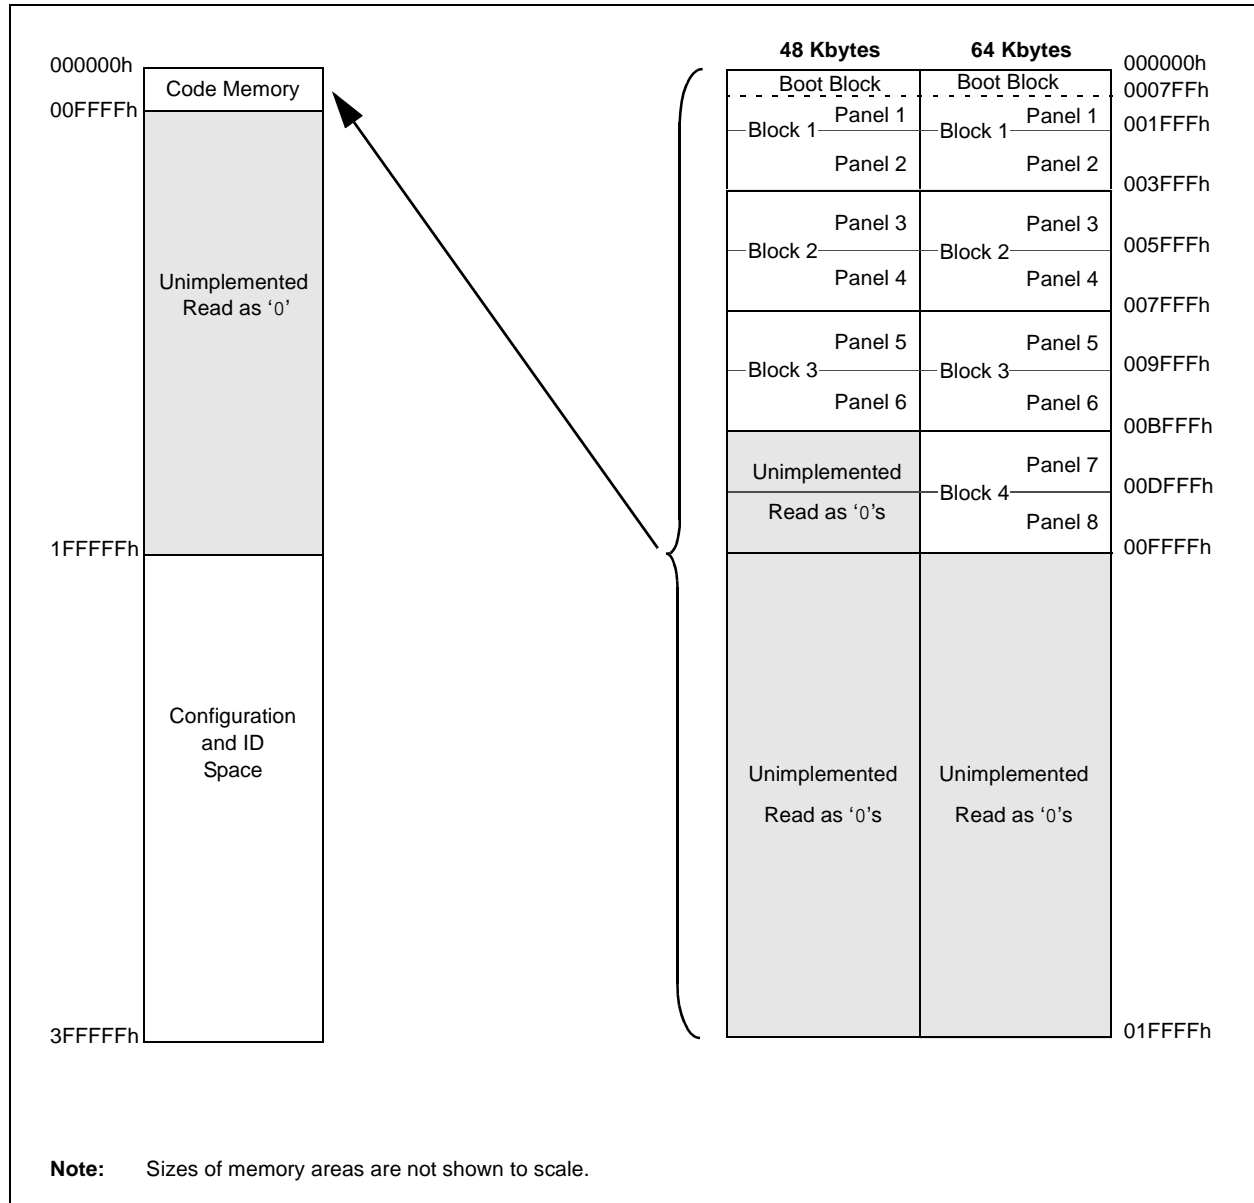 000000h
Code Memory
00FFFFh
Unimplemented
Read as ‘0’
1FFFFFh
Configuration
and ID
Space
3FFFFFh
48 Kbytes
64 Kbytes
Boot Block
Boot Block
000000h
0007FFh
Panel 1
Panel 1
Block 1
Block 1
001FFFh
Panel 2
Panel 2
003FFFh
Panel 3
Panel 3
Block 2
Block 2
005FFFh
Panel 4
Panel 4
007FFFh
Panel 5
Panel 5
Block 3
Block 3
009FFFh
Panel 6
Panel 6
00BFFFh
Unimplemented
Read as ‘0’s
Panel 7
Block 4
00DFFFh
Panel 8
00FFFFh
Unimplemented
Read as ‘0’s
Unimplemented
Read as ‘0’s
01FFFFh
Note: Sizes of memory areas are not shown to scale.